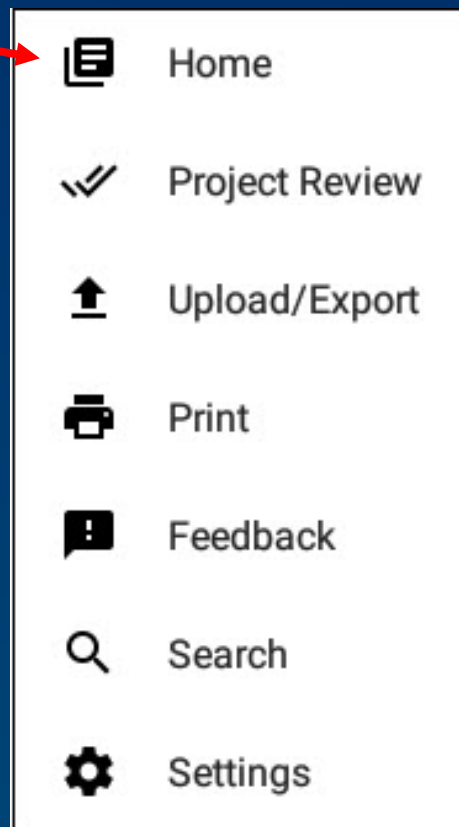 Home
Project Review
Upload/Export
Print
Feedback
Search
Settings